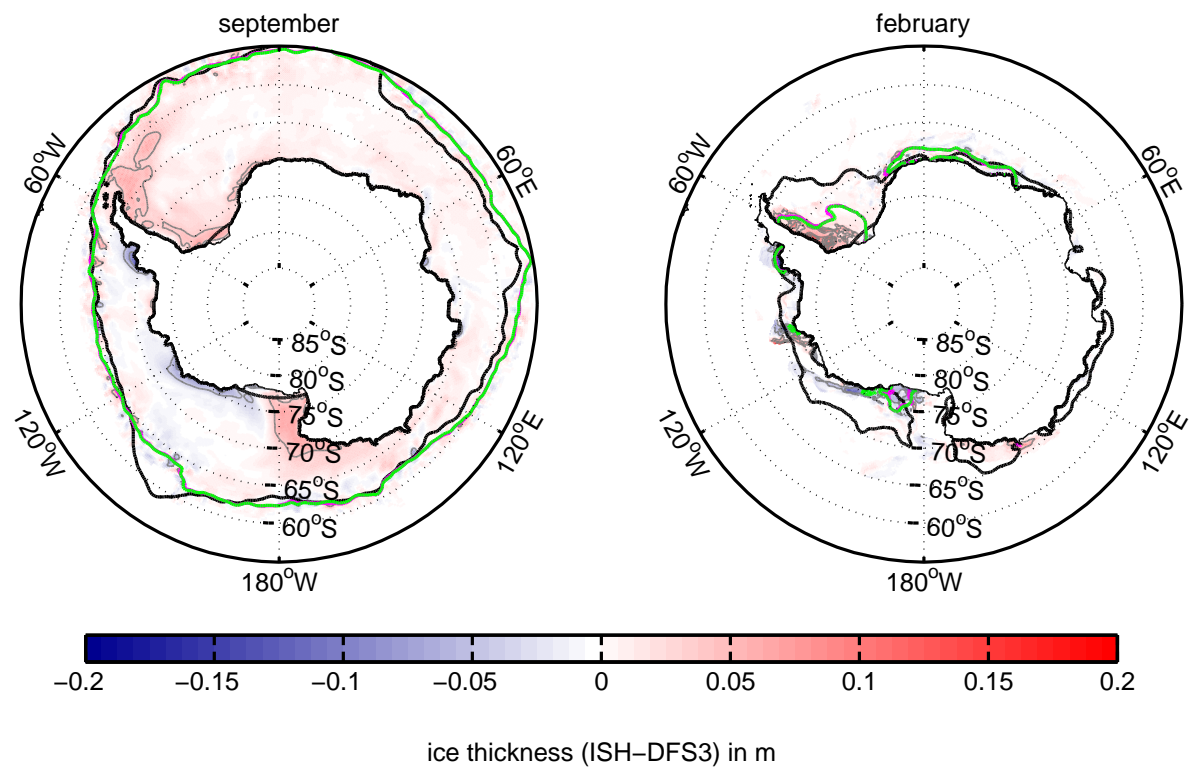 september
february
60°W
60°E
120°W
120°E
85°S
80°S
75°S
70°S
65°S
60°S
180°W
60°W
60°E
120°W
120°E
85°S
80°S
75°S
70°S
65°S
60°S
180°W
−0.2 −0.15 −0.1 −0.05 0 0.05 0.1 0.15 0.2
ice thickness (ISH−DFS3) in m